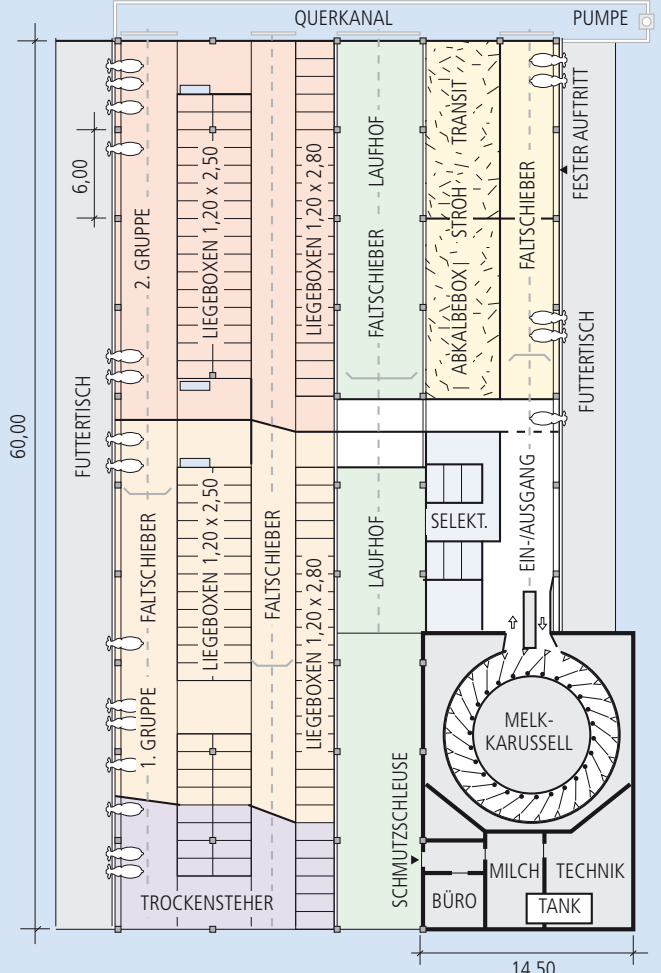 QUERKANAL
PUMPE
6,00
60,00
2. GRUPPE
LIEGEBOXEN 1,20 x 2,50
LIEGEBOXEN 1,20 x 2,80
FALTSCHIEBER
LAUFHOF
ABKALBEBOX|
STROH
TRANSIT
FALTSCHIEBER
FESTER AUFTRITT
FUTTERTISCH
FUTTERTISCH
1. GRUPPE
FALTSCHIEBER
LIEGEBOXEN 1,20 x 2,50
FALTSCHIEBER
LIEGEBOXEN 1,20 x 2,80
LAUFHOF
SELEKT.
EIN-/AUSGANG
MELK-
KARUSSELL
SCHMUTZSCHLEUSE
TROCKENSTEHER
BÜRO
MILCH
TECHNIK
TANK
14,50